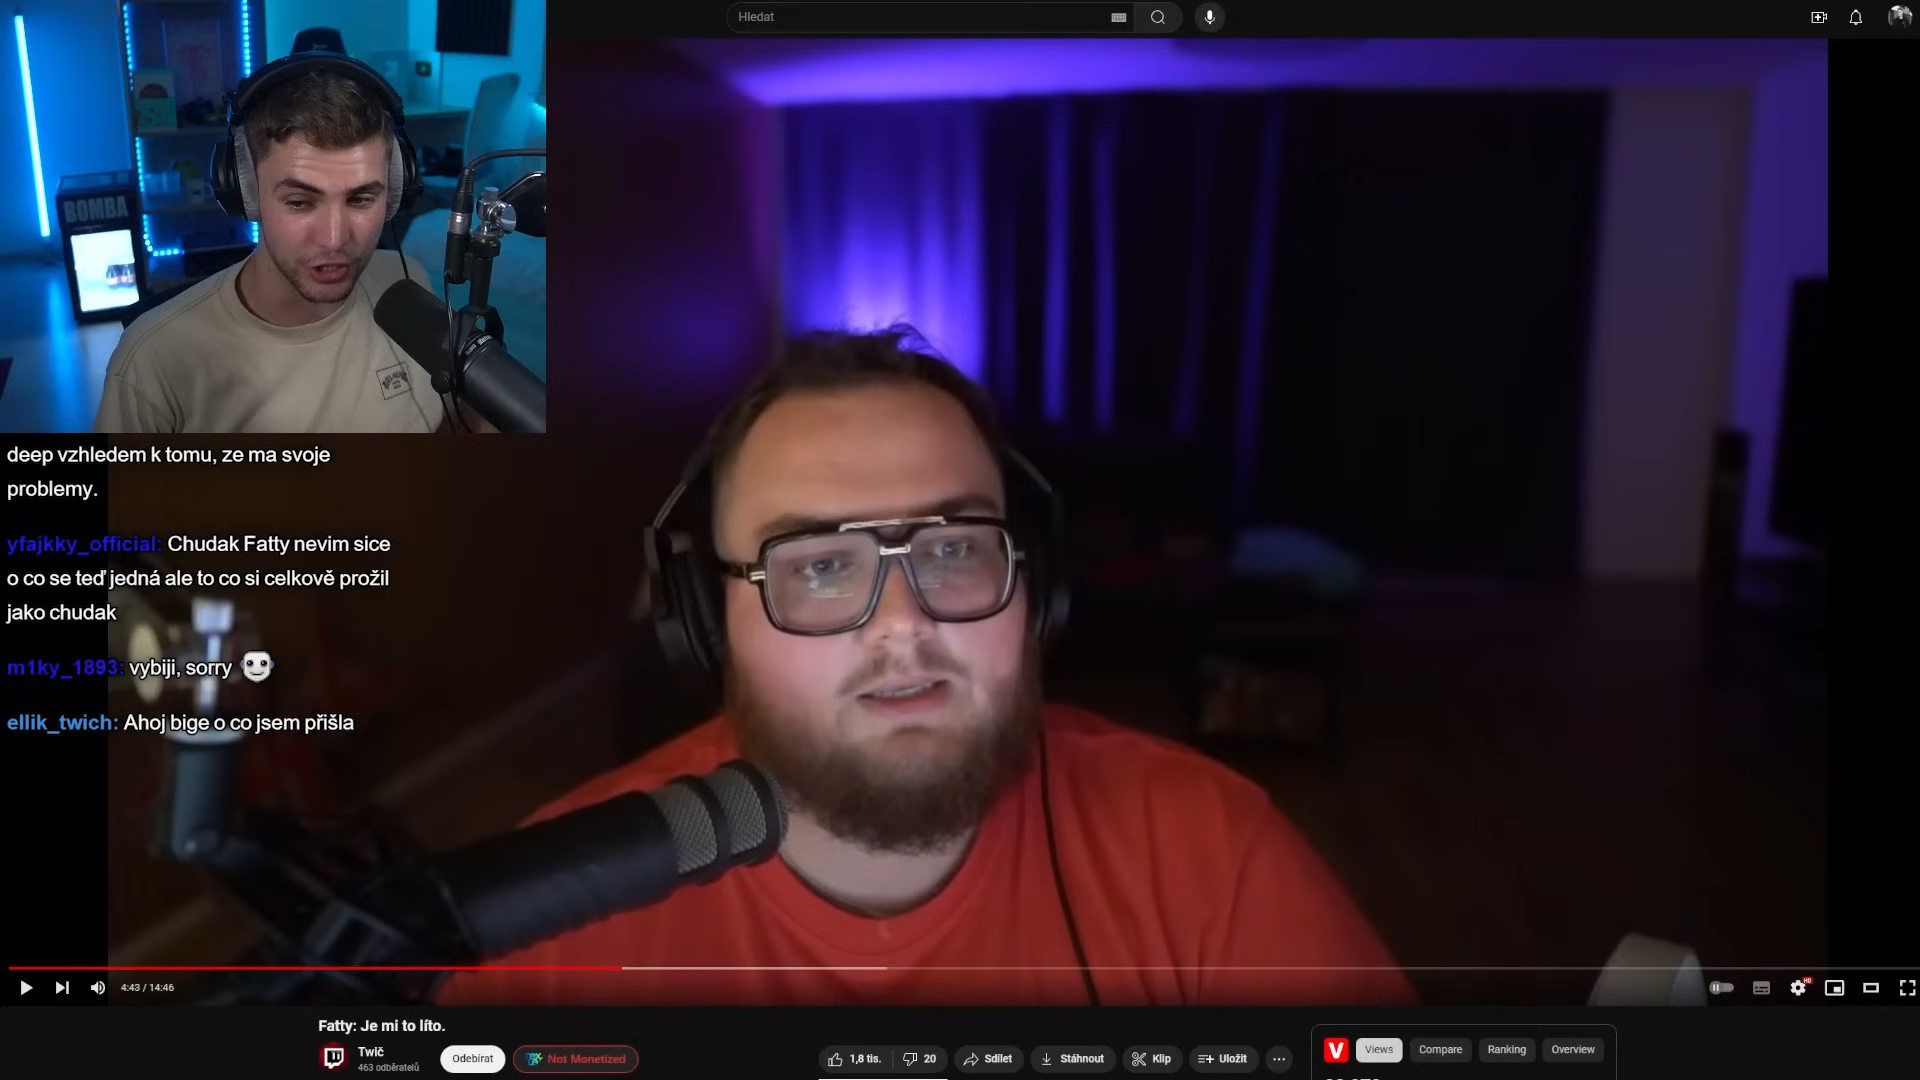 Hledat
BOMBA
deep vzhledem k tomu, ze ma svoje
problemy.
yfajkky_official: Chudak Fatty nevim sice
o co se teď jedná ale to co si celkově prožil
jako chudak
m1ky_1893: vybiji, sorry
ellik_twich: Ahoj bige o co jsem přišla
4:43 / 14:46
HD
Fatty: Je mi to líto.
Twič
463 odběratelů
Odebírat
Not Monetized
1,8 tis.
20
Sdílet
Stáhnout
Klip
Uložit
Views
Compare
Ranking
Overview